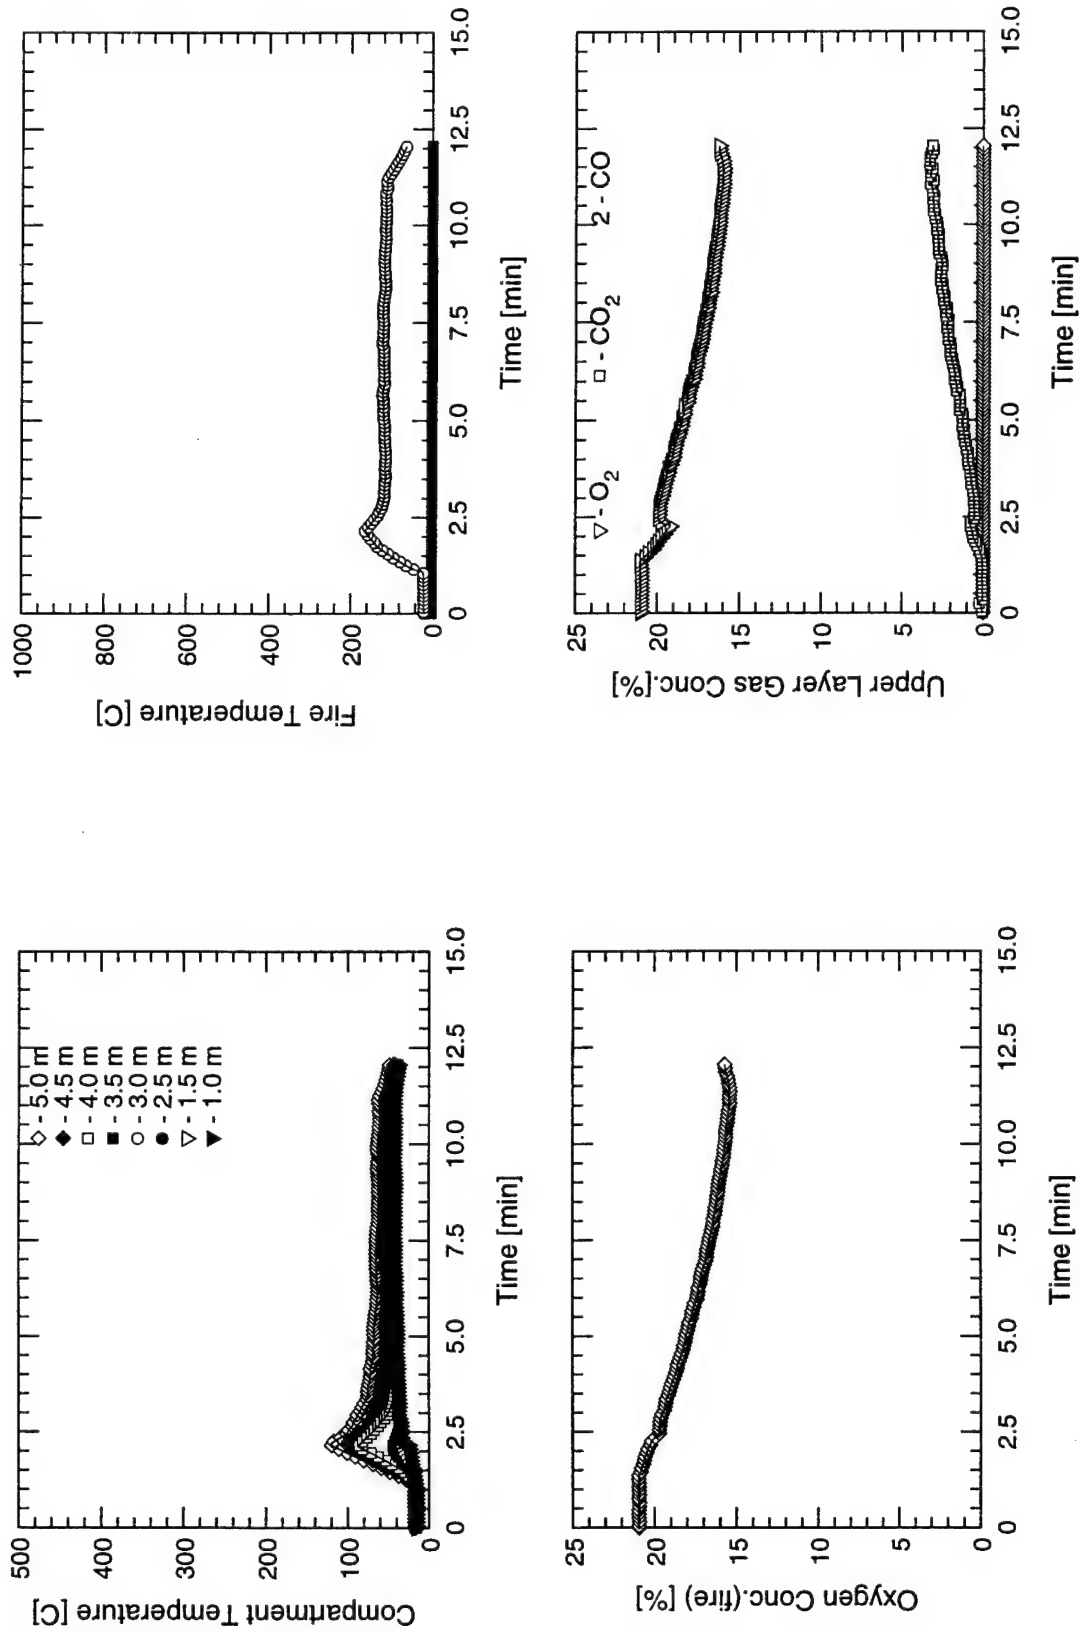 500
400
300
200
100
0
Compartment Temperature [C]
◇ - 5.0 m
◆ - 4.5 m
□ - 4.0 m
■ - 3.5 m
○ - 3.0 m
● - 2.5 m
▽ - 1.5 m
▼ - 1.0 m
0 2.5 5.0 7.5 10.0 12.5 15.0
Time [min]
1000
800
600
400
200
0
Fire Temperature [C]
0 2.5 5.0 7.5 10.0 12.5 15.0
Time [min]
25
20
15
10
5
0
Oxygen Conc.(fire) [%]
0 2.5 5.0 7.5 10.0 12.5 15.0
Time [min]
25
20
15
10
5
0
Upper Layer Gas Conc.[%]
▽ - O2 □ - CO2 2 - CO
0 2.5 5.0 7.5 10.0 12.5 15.0
Time [min]